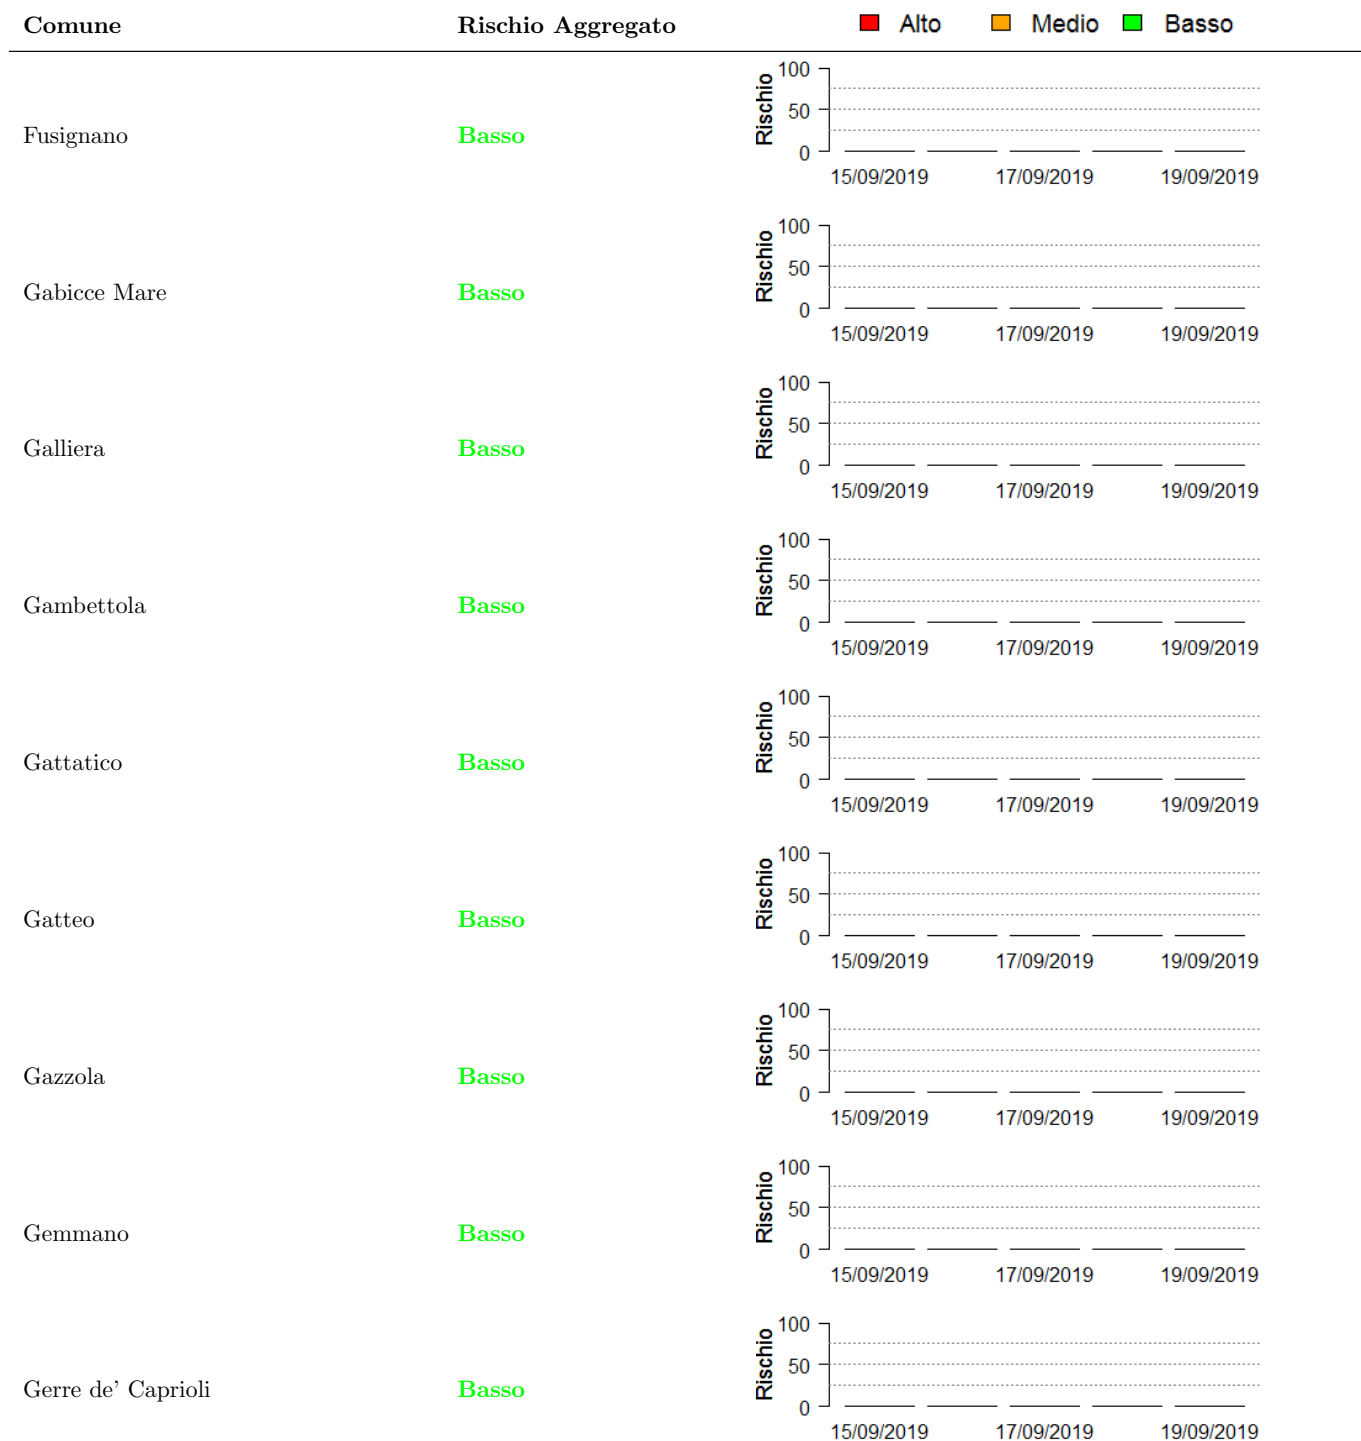 Comune Rischio Aggregato Alto Medio Basso
100
50
0
Rischio
Fusignano Basso
15/09/2019 17/09/2019 19/09/2019
100
50
0
Rischio
Gabicce Mare Basso
15/09/2019 17/09/2019 19/09/2019
100
50
0
Rischio
Galliera Basso
15/09/2019 17/09/2019 19/09/2019
100
50
0
Rischio
Gambettola Basso
15/09/2019 17/09/2019 19/09/2019
100
50
0
Rischio
Gattatico Basso
15/09/2019 17/09/2019 19/09/2019
100
50
0
Rischio
Gatteo Basso
15/09/2019 17/09/2019 19/09/2019
100
50
0
Rischio
Gazzola Basso
15/09/2019 17/09/2019 19/09/2019
100
50
0
Rischio
Gemmano Basso
15/09/2019 17/09/2019 19/09/2019
100
50
0
Rischio
Gerre de' Caprioli Basso
15/09/2019 17/09/2019 19/09/2019